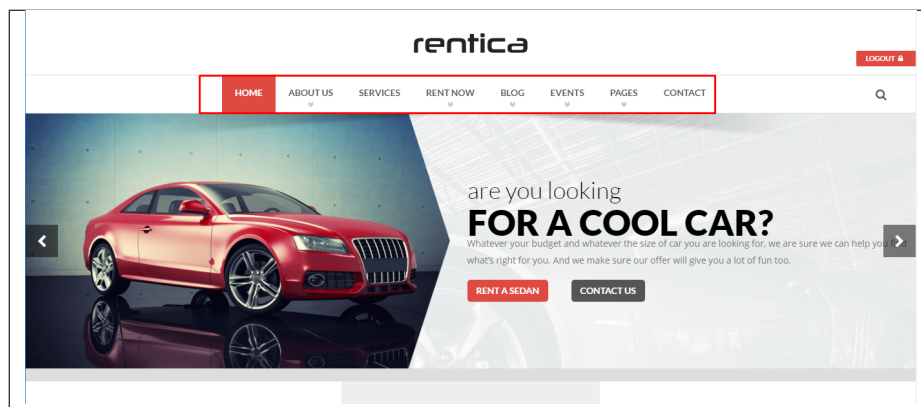 rentica
LOGOUT
HOME ABOUT US SERVICES RENT NOW BLOG EVENTS PAGES CONTACT
are you looking
FOR A COOL CAR?
Whatever your budget and whatever the size of car you are looking for, we are sure we can help you find
what's right for you. And we make sure our offer will give you a lot of fun too.
RENT A SEDAN CONTACT US